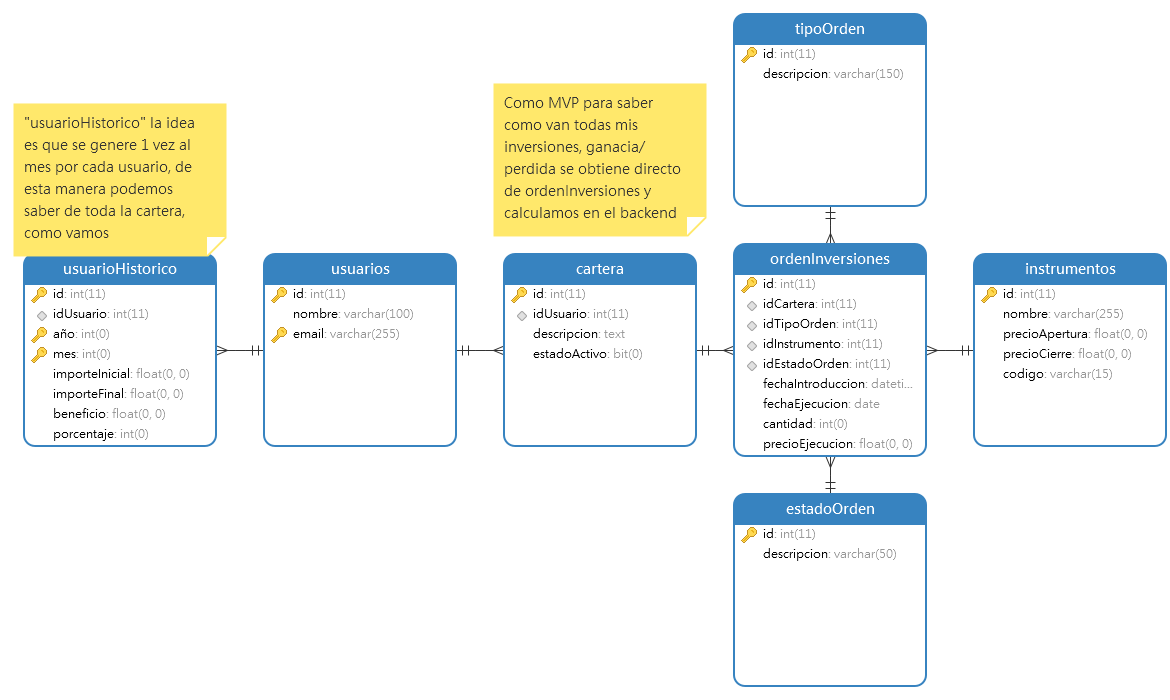 tipoOrden
id: int(11)
descripcion: varchar(150)
"usuarioHistorico" la idea
es que se genere 1 vez al
mes por cada usuario, de
esta manera podemos
saber de toda la cartera,
como vamos
Como MVP para saber
como van todas mis
inversiones, ganacia/
perdida se obtiene directo
de ordenInversiones y
calculamos en el backend
usuarioHistorico
id: int(11)
idUsuario: int(11)
año: int(0)
mes: int(0)
importeInicial: float(0, 0)
importeFinal: float(0, 0)
beneficio: float(0, 0)
porcentaje: int(0)
usuarios
id: int(11)
nombre: varchar(100)
email: varchar(255)
cartera
id: int(11)
idUsuario: int(11)
descripcion: text
estadoActivo: bit(0)
ordenInversiones
id: int(11)
idCartera: int(11)
idTipoOrden: int(11)
idInstrumento: int(11)
idEstadoOrden: int(11)
fechaIntroduccion: dateti...
fechaEjecucion: date
cantidad: int(0)
precioEjecucion: float(0, 0)
instrumentos
id: int(11)
nombre: varchar(255)
precioApertura: float(0, 0)
precioCierre: float(0, 0)
codigo: varchar(15)
estadoOrden
id: int(11)
descripcion: varchar(50)